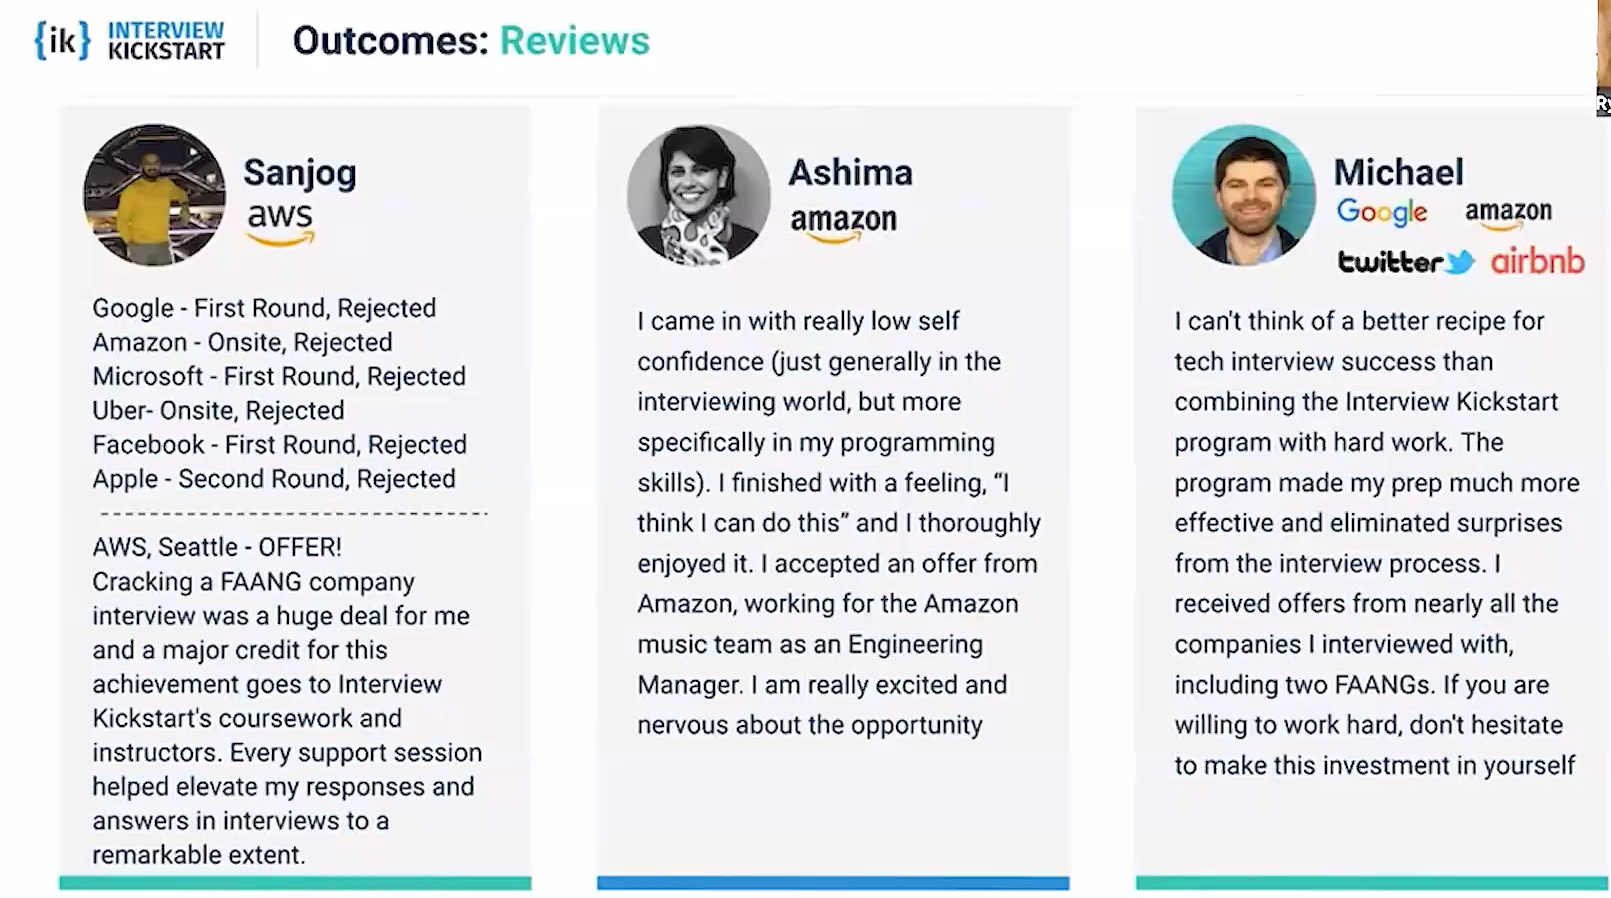 {ik} INTERVIEW
KICKSTART
Outcomes: Reviews
Sanjog
aws
Google - First Round, Rejected
Amazon - Onsite, Rejected
Microsoft - First Round, Rejected
Uber- Onsite, Rejected
Facebook - First Round, Rejected
Apple - Second Round, Rejected
AWS, Seattle - OFFER!
Cracking a FAANG company
interview was a huge deal for me
and a major credit for this
achievement goes to Interview
Kickstart's coursework and
instructors. Every support session
helped elevate my responses and
answers in interviews to a
remarkable extent.
Ashima
amazon
I came in with really low self
confidence (just generally in the
interviewing world, but more
specifically in my programming
skills). I finished with a feeling, “I
think I can do this” and I thoroughly
enjoyed it. I accepted an offer from
Amazon, working for the Amazon
music team as an Engineering
Manager. I am really excited and
nervous about the opportunity
Michael
Google amazon
twitter airbnb
I can't think of a better recipe for
tech interview success than
combining the Interview Kickstart
program with hard work. The
program made my prep much more
effective and eliminated surprises
from the interview process. I
received offers from nearly all the
companies I interviewed with,
including two FAANGs. If you are
willing to work hard, don't hesitate
to make this investment in yourself